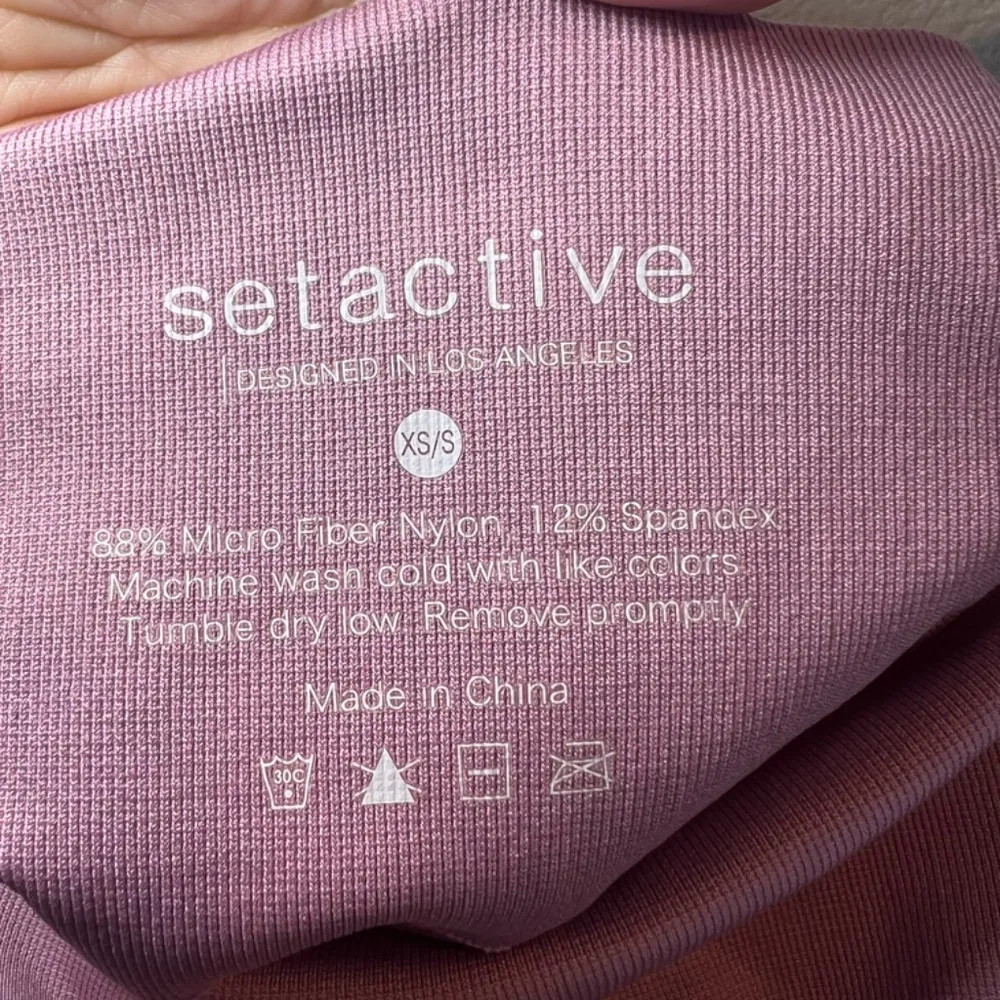 setactive
DESIGNED IN LOS ANGELES
XS/S
88% Micro Fiber Nylon, 12% Spandex
Machine wash cold with like colors
Tumble dry low Remove promptly
Made in China
30C